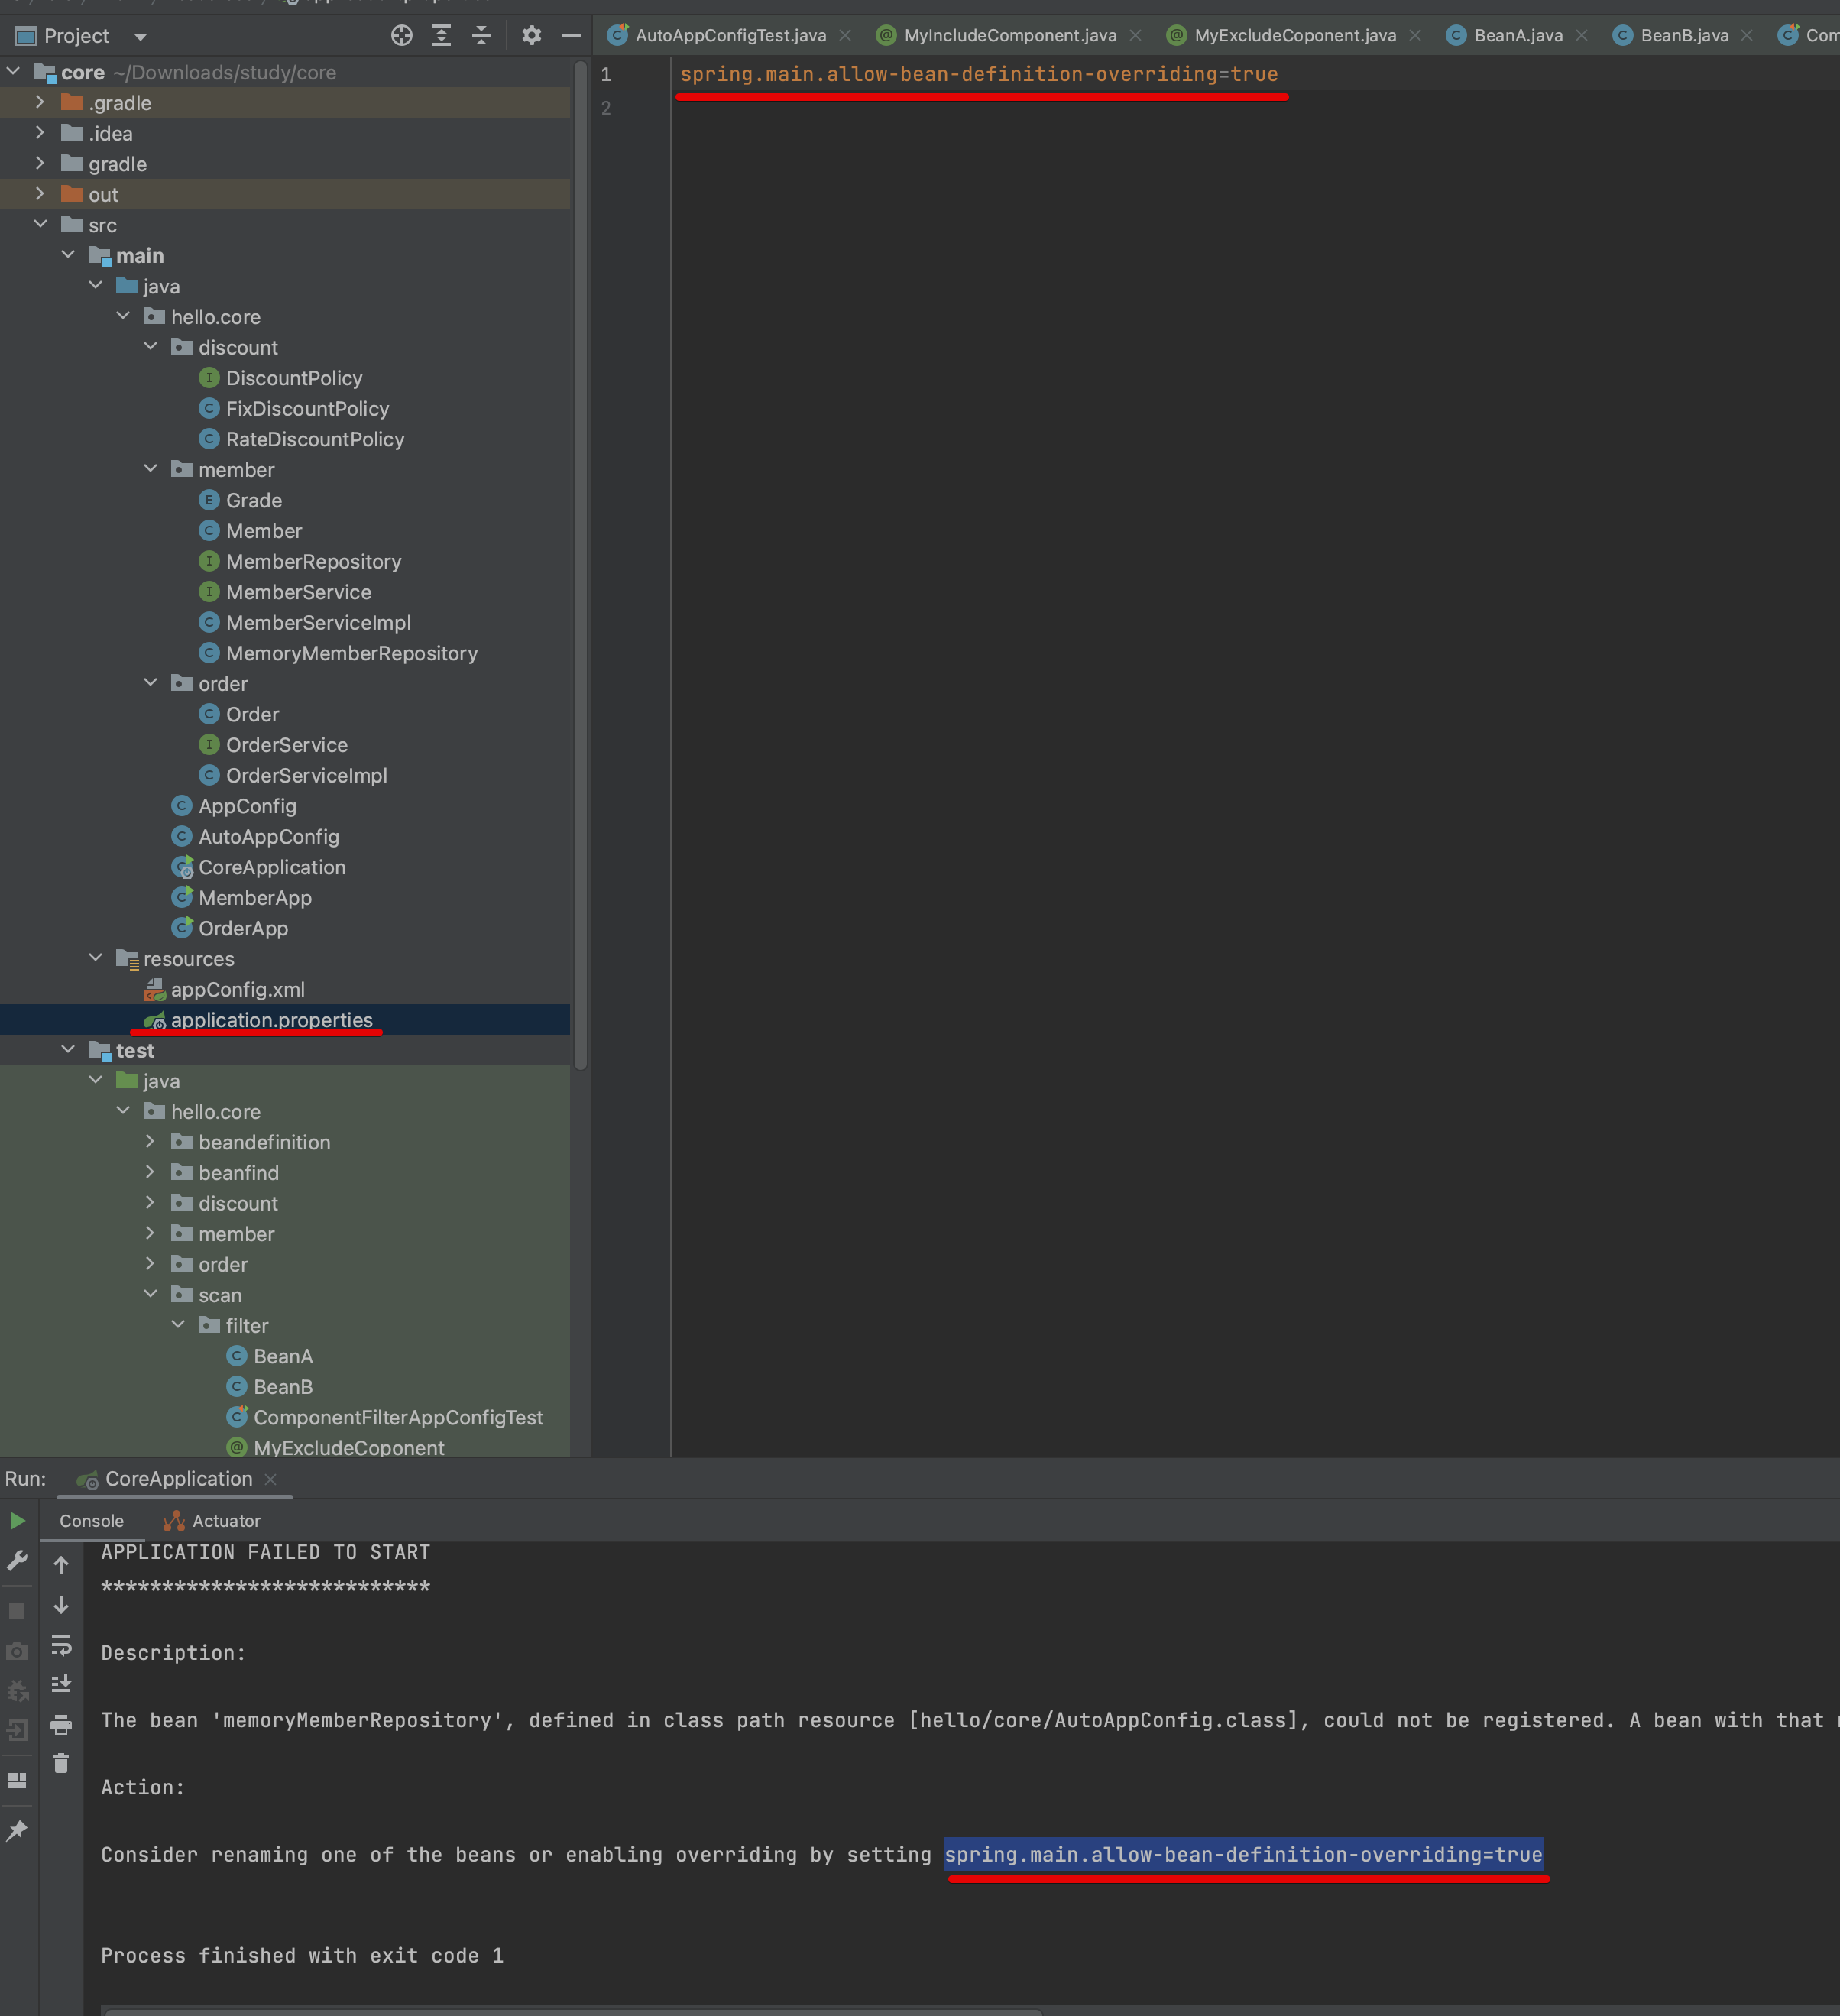 Project
AutoAppConfigTest.java
MyIncludeComponent.java
MyExcludeCoponent.java
BeanA.java
BeanB.java
Com
core ~/Downloads/study/core
.gradle
.idea
gradle
out
src
main
java
hello.core
discount
DiscountPolicy
FixDiscountPolicy
RateDiscountPolicy
member
Grade
Member
MemberRepository
MemberService
MemberServiceImpl
MemoryMemberRepository
order
Order
OrderService
OrderServiceImpl
AppConfig
AutoAppConfig
CoreApplication
MemberApp
OrderApp
resources
appConfig.xml
application.properties
test
java
hello.core
beandefinition
beanfind
discount
member
order
scan
filter
BeanA
BeanB
ComponentFilterAppConfigTest
MyExcludeCoponent
1 spring.main.allow-bean-definition-overriding=true
2
Run: CoreApplication
Console Actuator
APPLICATION FAILED TO START
***************************
Description:
The bean 'memoryMemberRepository', defined in class path resource [hello/core/AutoAppConfig.class], could not be registered. A bean with that
Action:
Consider renaming one of the beans or enabling overriding by setting spring.main.allow-bean-definition-overriding=true
Process finished with exit code 1